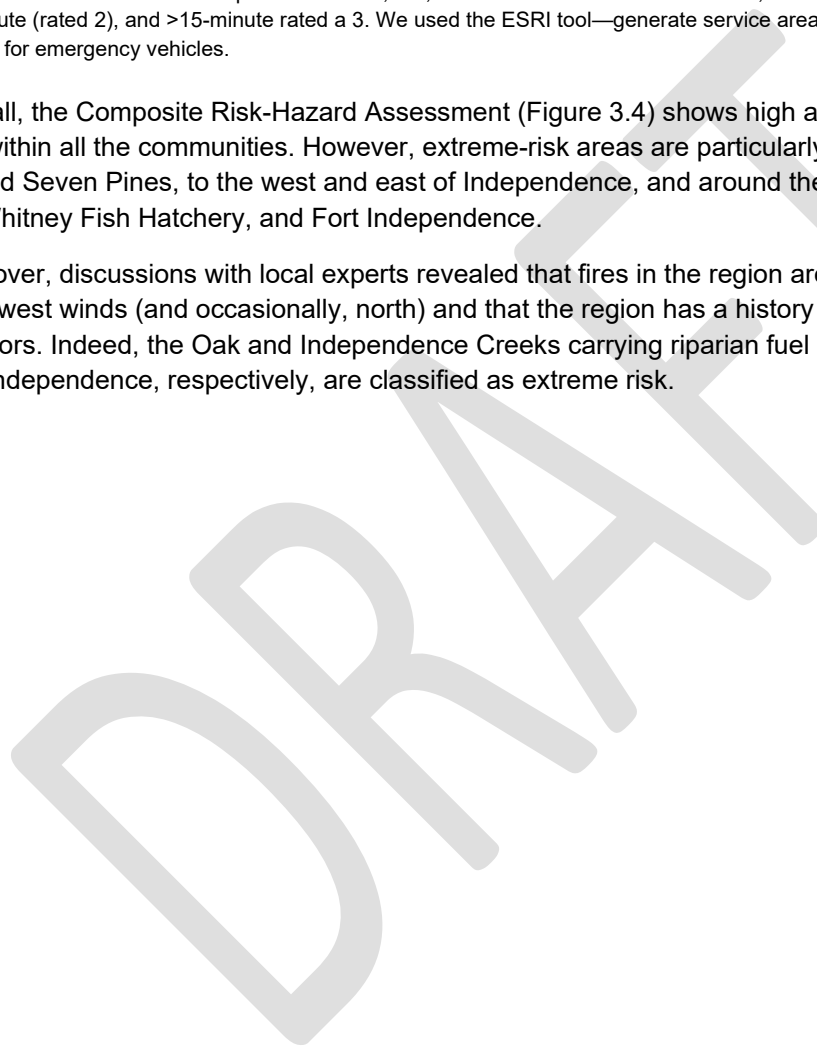 ute (rated 2), and >15-minute rated a 3. We used the ESRI tool—generate service area
for emergency vehicles.
all, the Composite Risk-Hazard Assessment (Figure 3.4) shows high a
within all the communities. However, extreme-risk areas are particularly
d Seven Pines, to the west and east of Independence, and around the
Whitney Fish Hatchery, and Fort Independence.
over, discussions with local experts revealed that fires in the region are
west winds (and occasionally, north) and that the region has a history
ors. Indeed, the Oak and Independence Creeks carrying riparian fuel
ndependence, respectively, are classified as extreme risk.
DRAFT